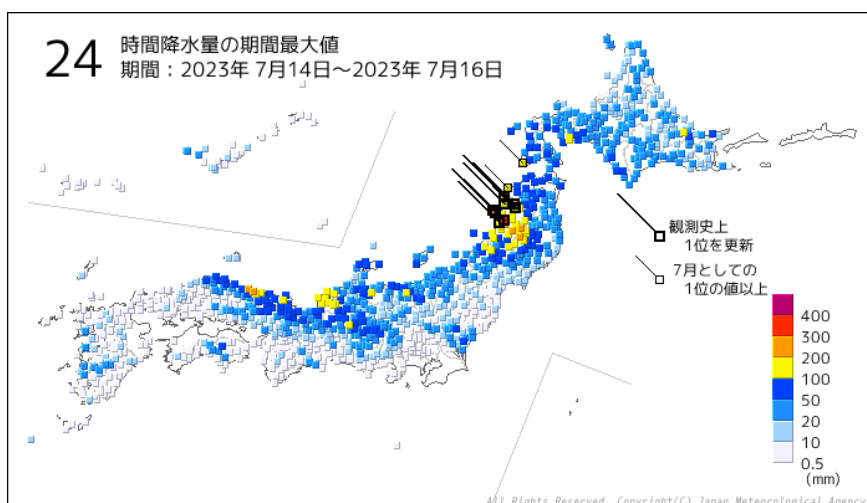 24 時間降水量の期間最大値
期間：2023年 7月14日～2023年 7月16日
観測史上
1位を更新
7月としての
1位の値以上
400
300
200
100
50
20
10
0.5
(mm)
All Rights Reserved. Copyright(C) Japan Meteorological Agency